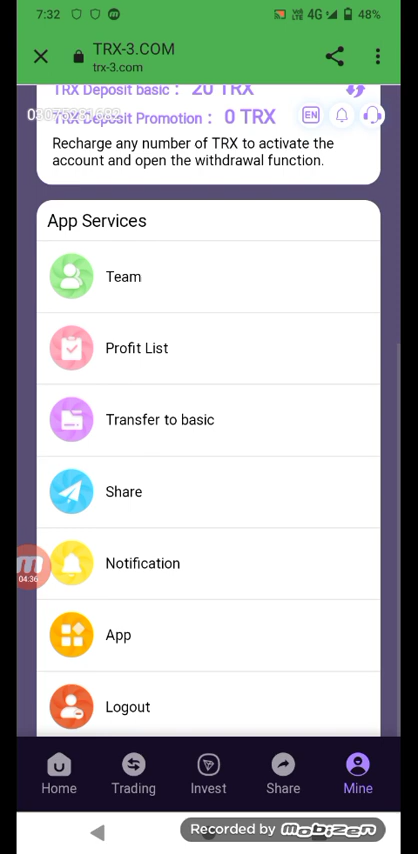 7:32 4G 48%
TRX-3.COM
trx-3.com
TRX Deposit basic : 20 TRX
TRX Deposit Promotion : 0 TRX
EN
Recharge any number of TRX to activate the
account and open the withdrawal function.
App Services
Team
Profit List
Transfer to basic
Share
Notification
04:36
App
Logout
Home Trading Invest Share Mine
Recorded by mobizen